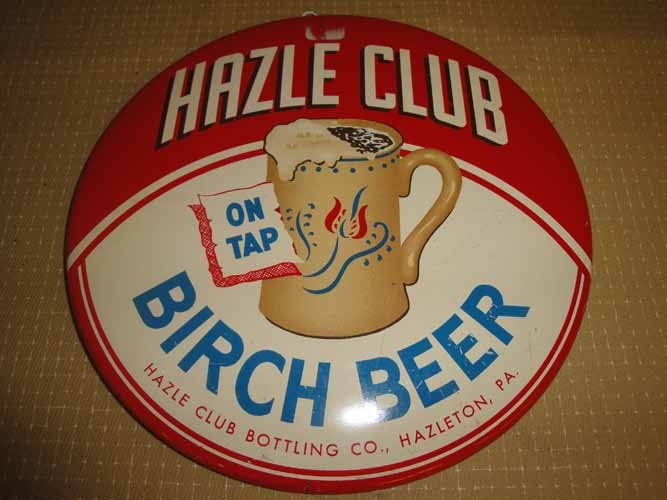 HAZLE CLUB
ON
TAP
BIRCH BEER
HAZLE CLUB BOTTLING CO., HAZLETON, PA.